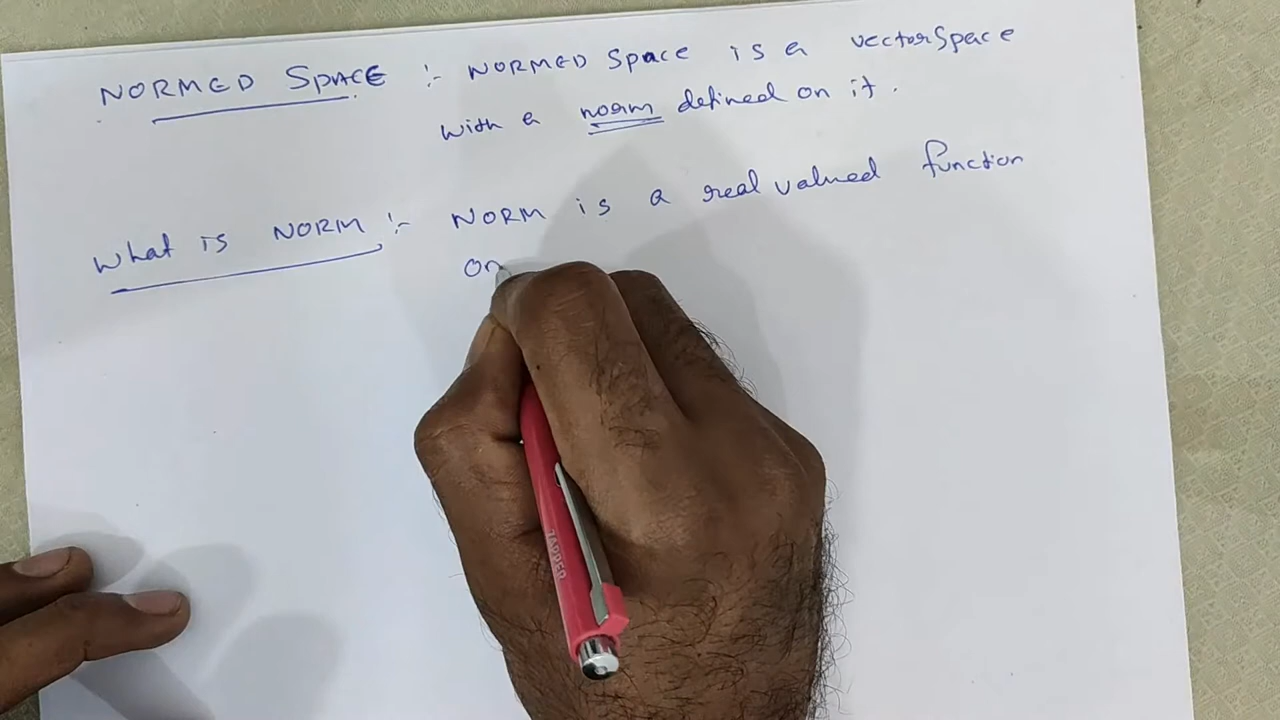 NORMED SPACE :- NORMED Space is a vectorSpace
with a norm defined on it.
What is NORM :- NORM is a real valued function
on
ZAPPER